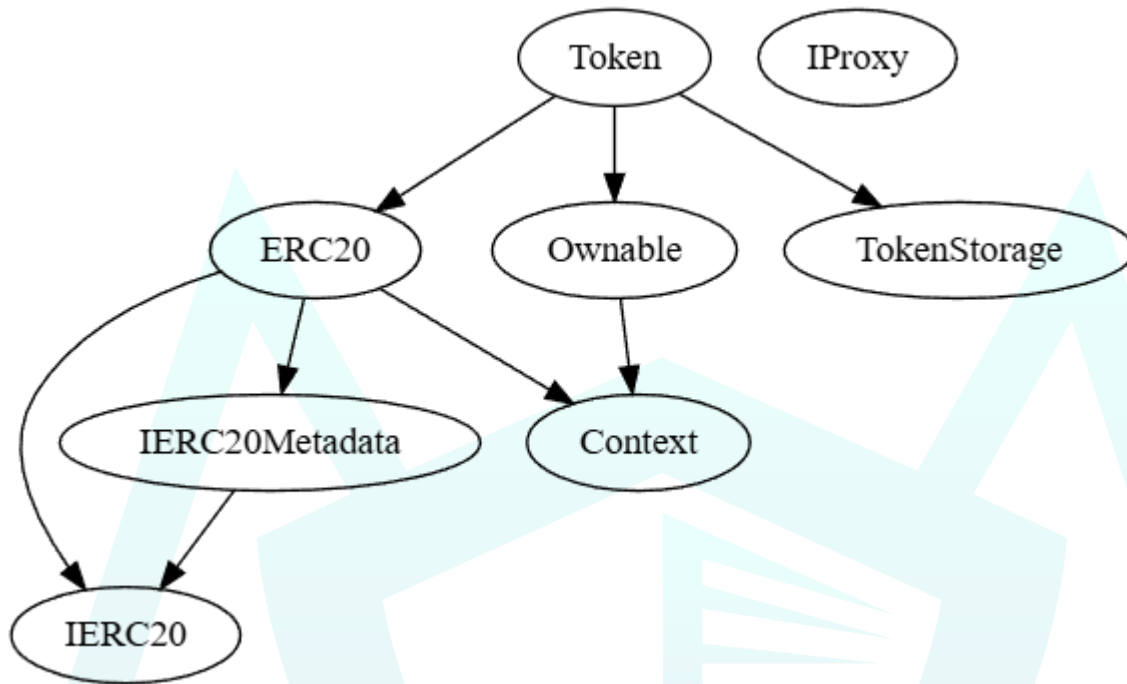 Token
IProxy
ERC20
Ownable
TokenStorage
IERC20Metadata
Context
IERC20